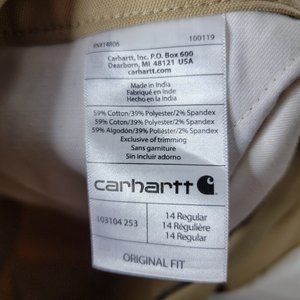 RN#14806 100119
Carhartt, Inc. P.O. Box 600
Dearborn, MI 48121 USA
carhartt.com
Made in India
Fabriqué en Inde
Hecho en la India
59% Cotton/39% Polyester/2% Spandex
59% Coton/39% Polyester/2% Spandex
59% Algodón/39% Poliéster/2% Spandex
Exclusive of trimming
Sans garniture
Sin incluir adorno
carhartt
103104 253
14 Regular
14 Régulière
14 Regular
ORIGINAL FIT